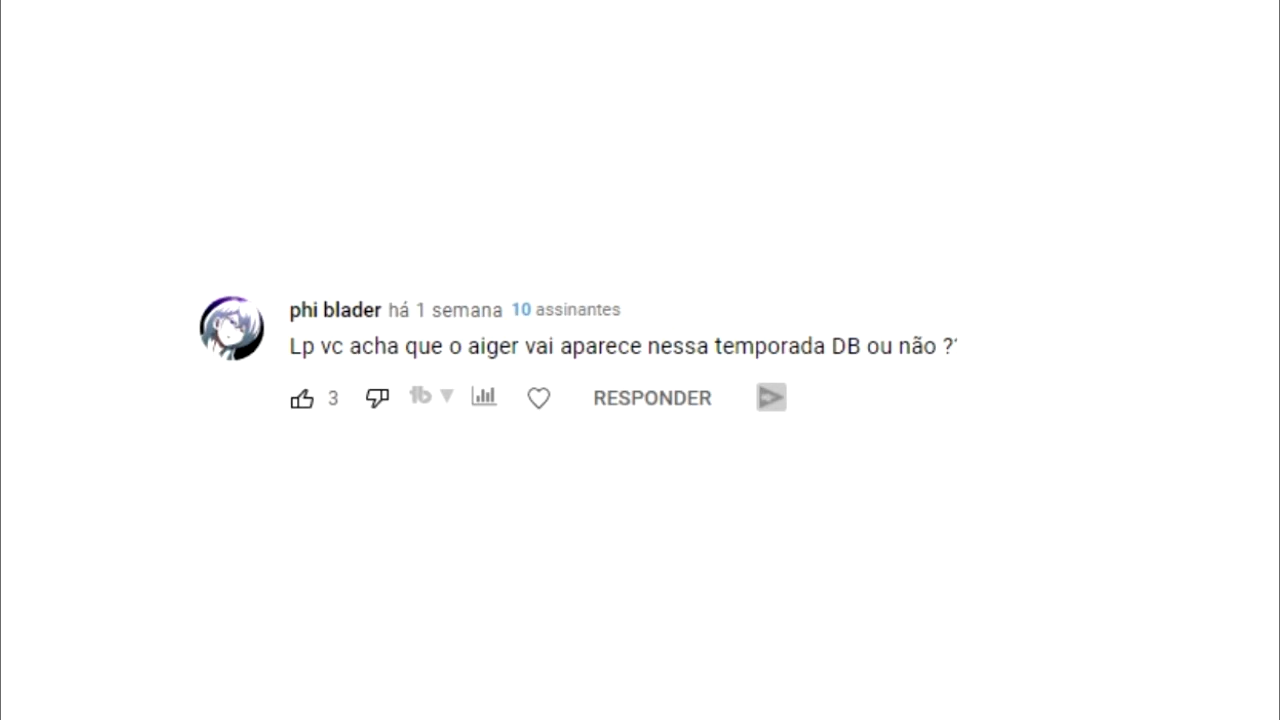 phi blader há 1 semana 10 assinantes
Lp vc acha que o aiger vai aparece nessa temporada DB ou não ?´
3 RESPONDER